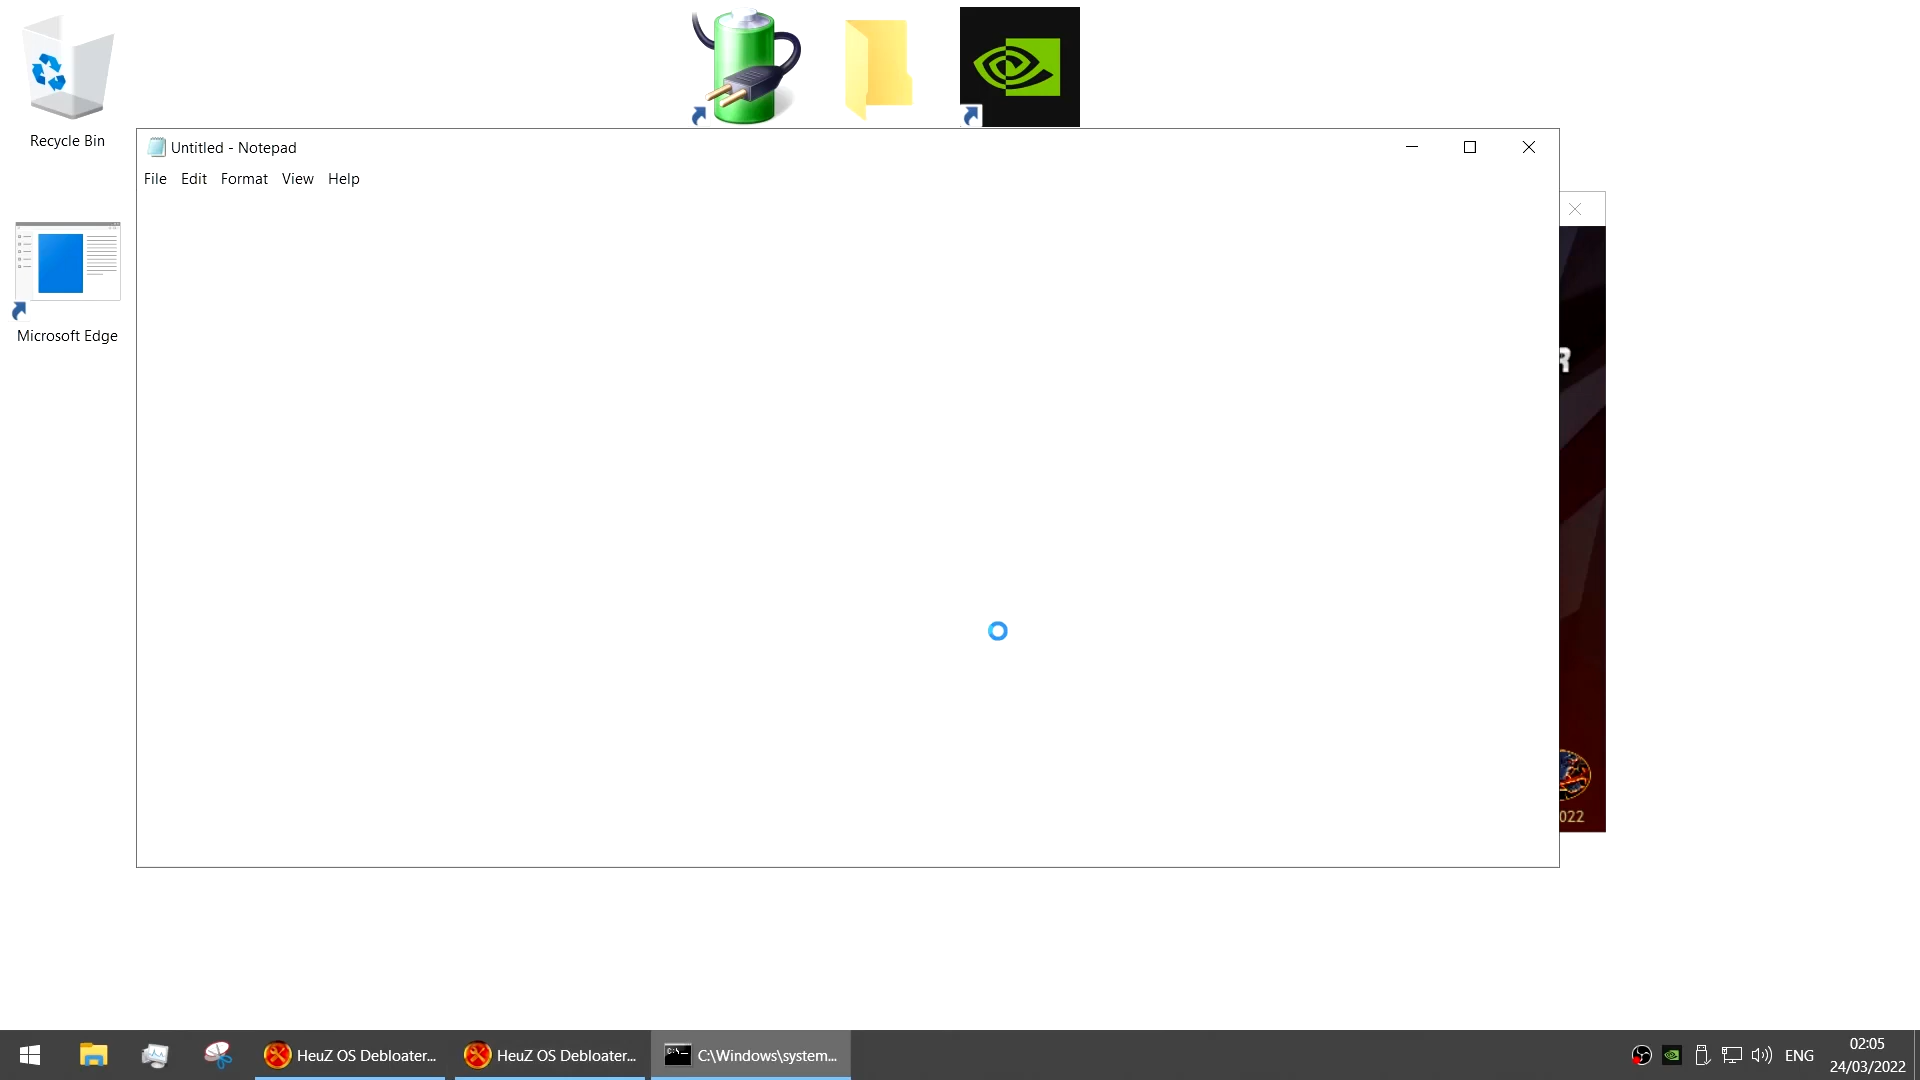 Recycle Bin
Untitled - Notepad
File Edit Format View Help
R
Microsoft Edge
022
HeuZ OS Debloater...
HeuZ OS Debloater...
C:\Windows\system...
ENG
02:05
24/03/2022